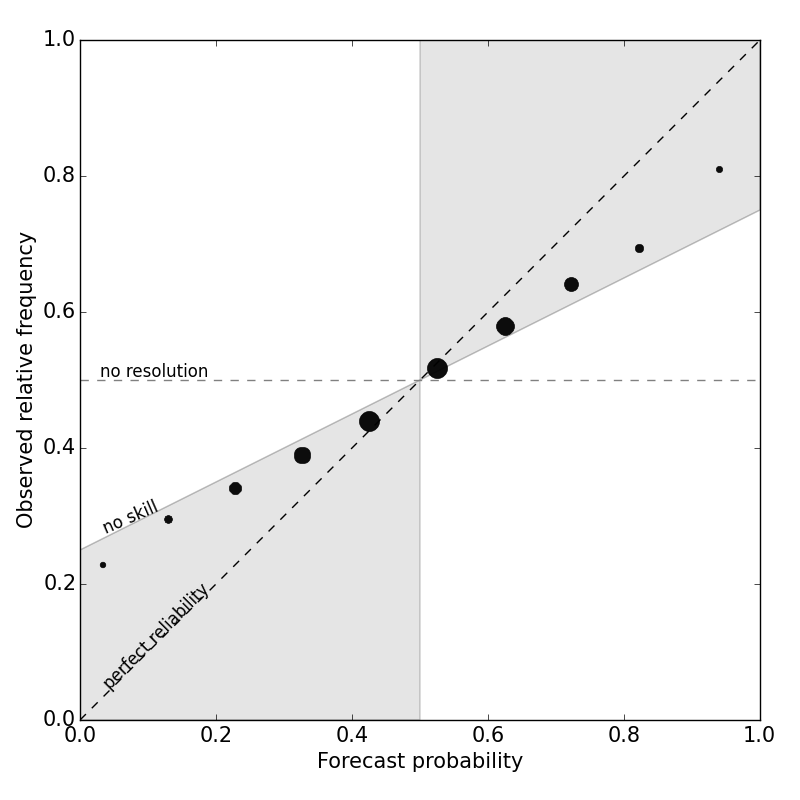 1.0
0.8
0.6
0.4
0.2
0.0
Observed relative frequency
no resolution
no skill
perfect reliability
0.0 0.2 0.4 0.6 0.8 1.0
Forecast probability